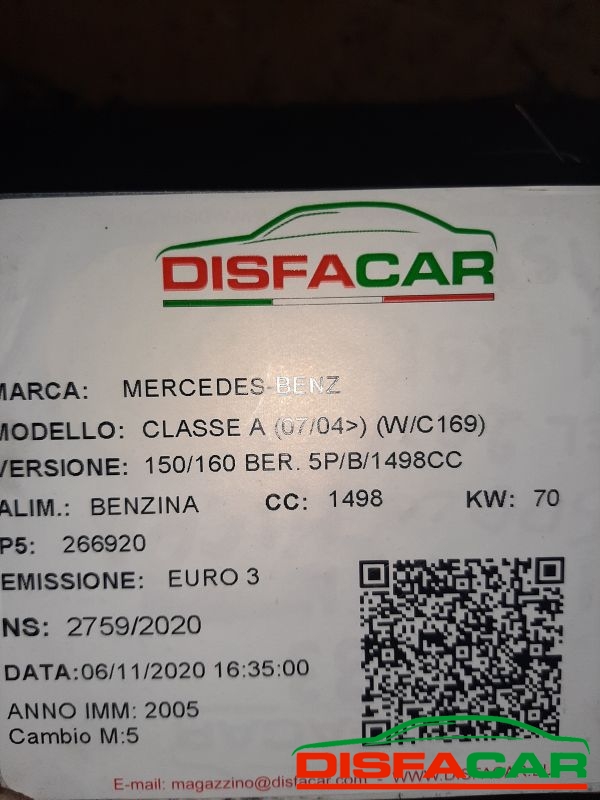 DISFACAR
MARCA: MERCEDES-BENZ
MODELLO: CLASSE A (07/04>) (W/C169)
VERSIONE: 150/160 BER. 5P/B/1498CC
ALIM.: BENZINA CC: 1498 KW: 70
P5: 266920
EMISSIONE: EURO 3
NS: 2759/2020
DATA:06/11/2020 16:35:00
ANNO IMM: 2005
Cambio M:5
DISFACAR
E-mail: magazzino@disfacar.com -